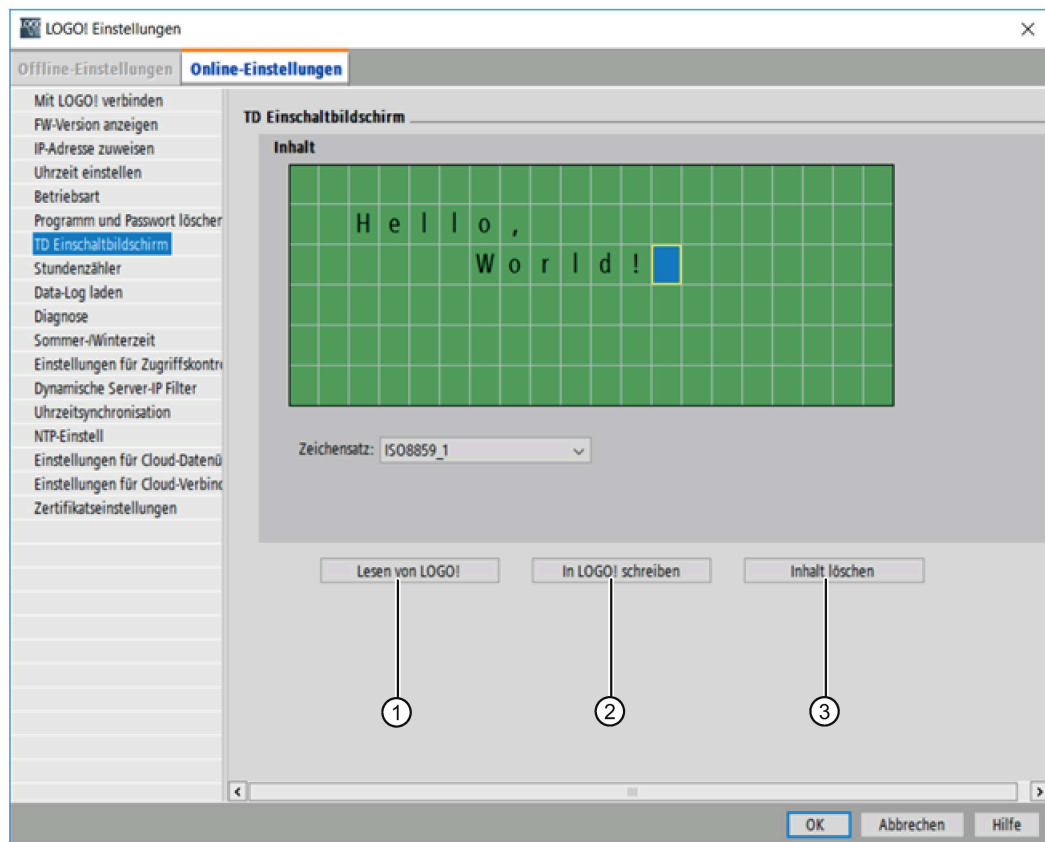 LOGO! Einstellungen
Offline-Einstellungen Online-Einstellungen
Mit LOGO! verbinden
FW-Version anzeigen
IP-Adresse zuweisen
Uhrzeit einstellen
Betriebsart
Programm und Passwort löschen
TD Einschaltbildschirm
Stundenzähler
Data-Log laden
Diagnose
Sommer-/Winterzeit
Einstellungen für Zugriffskontr
Dynamische Server-IP Filter
Uhrzeitsynchronisation
NTP-Einstell
Einstellungen für Cloud-Datenü
Einstellungen für Cloud-Verbind
Zertifikatseinstellungen
TD Einschaltbildschirm
Inhalt
Hello,
World!
Zeichensatz: ISO8859_1
Lesen von LOGO! In LOGO! schreiben Inhalt löschen
1 2 3
OK Abbrechen Hilfe